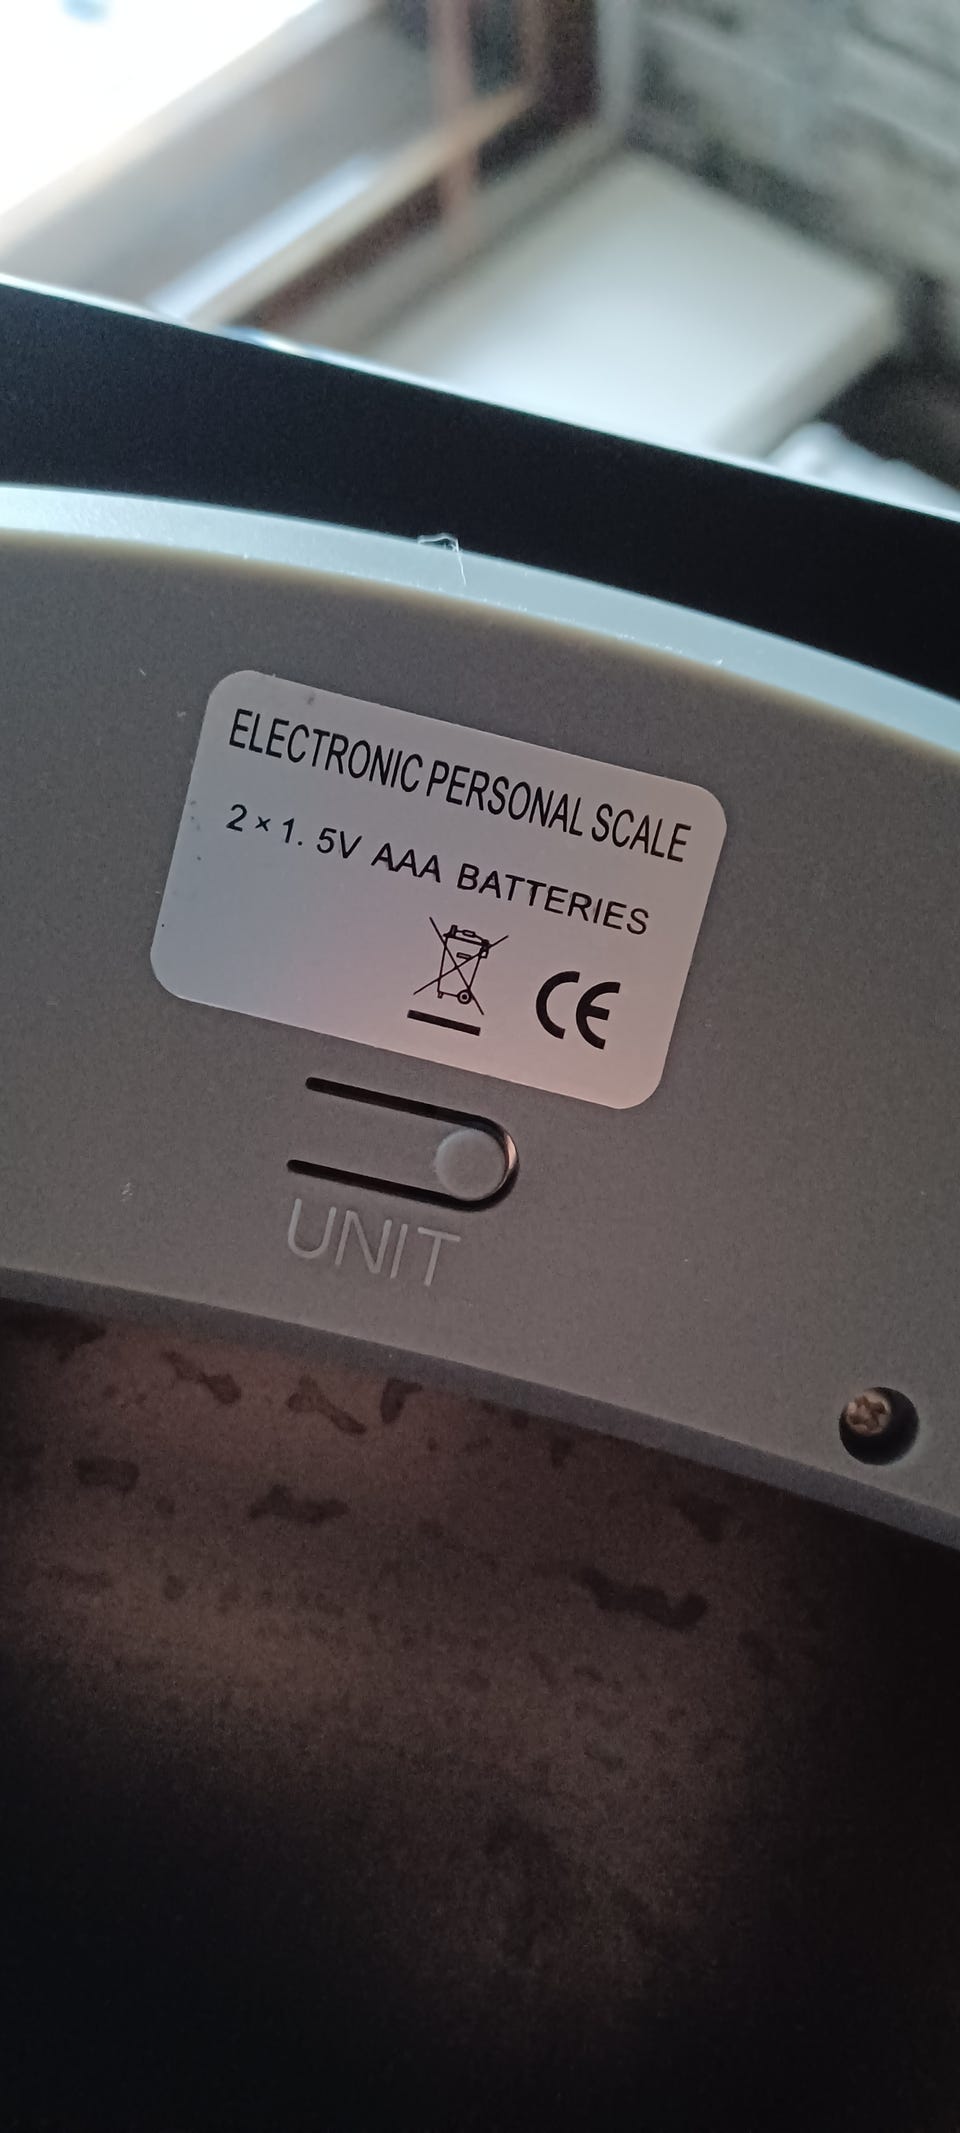 ELECTRONIC PERSONAL SCALE
2×1.5V AAA BATTERIES
CE
UNIT